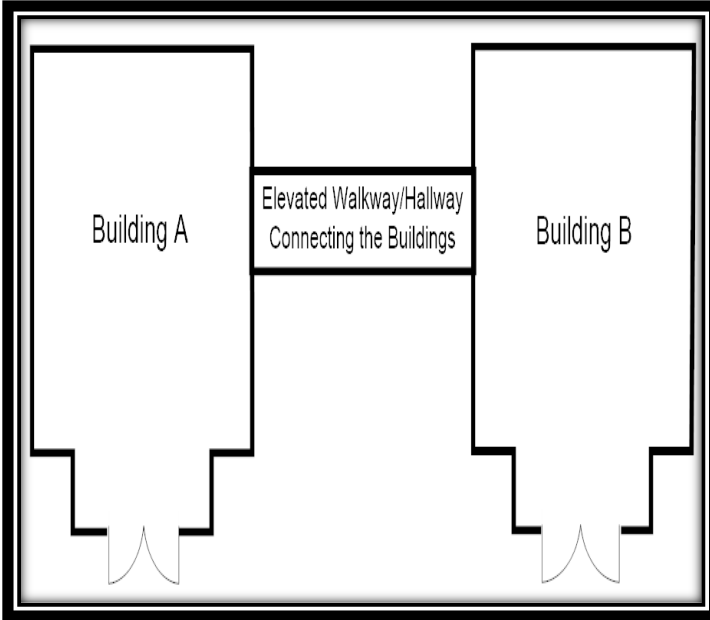 Building A
Elevated Walkway/Hallway
Connecting the Buildings
Building B